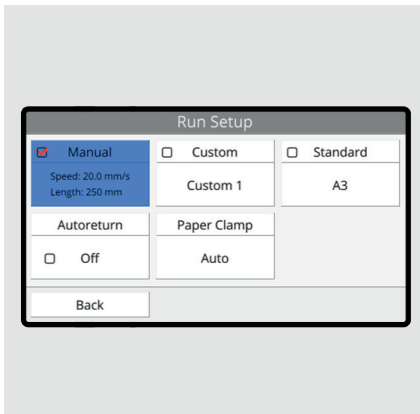 Run Setup
Manual
Speed: 20.0 mm/s
Length: 250 mm
Custom
Custom 1
Standard
A3
Autoreturn
Off
Paper Clamp
Auto
Back